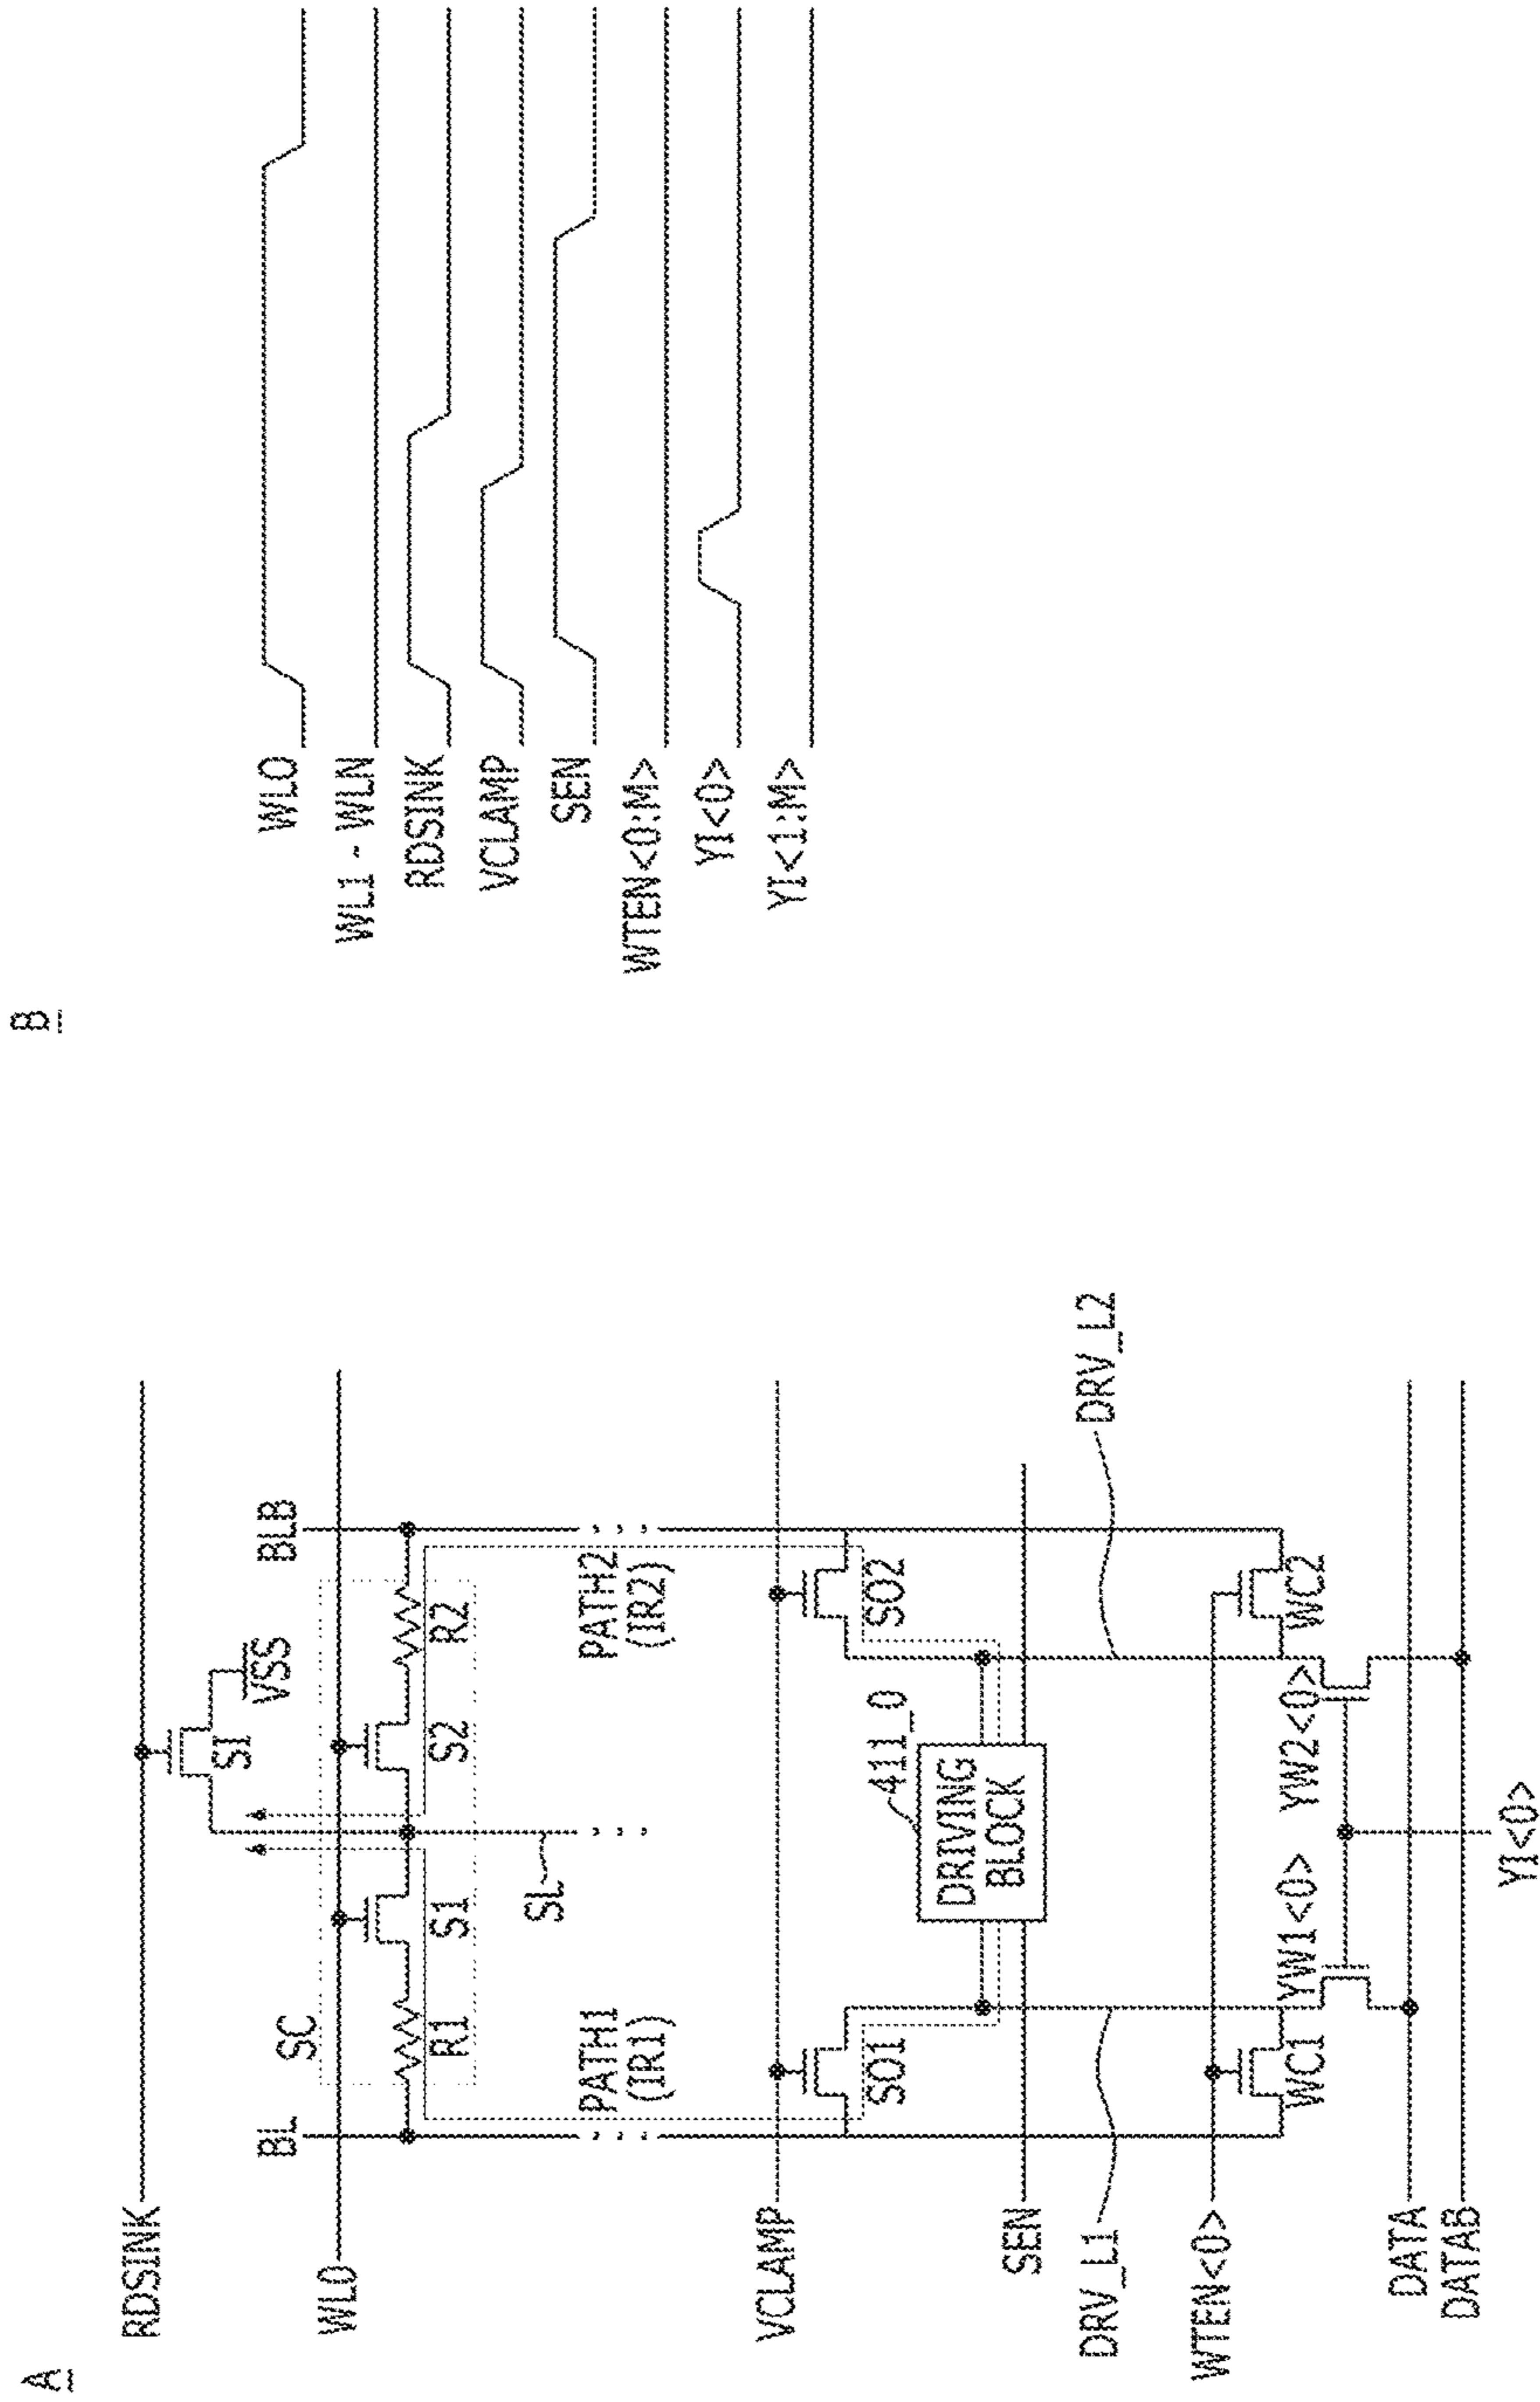 A
RDSINK
SI
VSS
BL
SC
BLB
WL0
R1
S1
S2
R2
SL
PATH1
(IR1)
PATH2
(IR2)
VCLAMP
SO1
SO2
411_0
DRIVING
BLOCK
SEN
DRV_L1
DRV_L2
WTEN<0>
WC1
WC2
YW1<0>
YW2<0>
DATA
DATAB
YI<0>
B
WL0
WL1 ~ WLN
RDSINK
VCLAMP
SEN
WTEN<0:M>
YI<0>
YI<1:M>